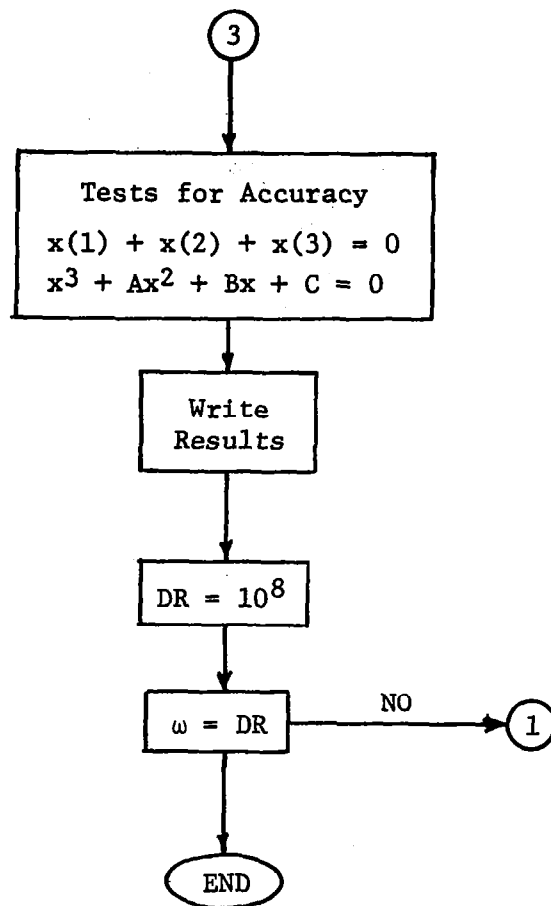 3
Tests for Accuracy
x(1) + x(2) + x(3) = 0
x³ + Ax² + Bx + C = 0
Write
Results
DR = 10⁸
ω = DR
NO
1
END